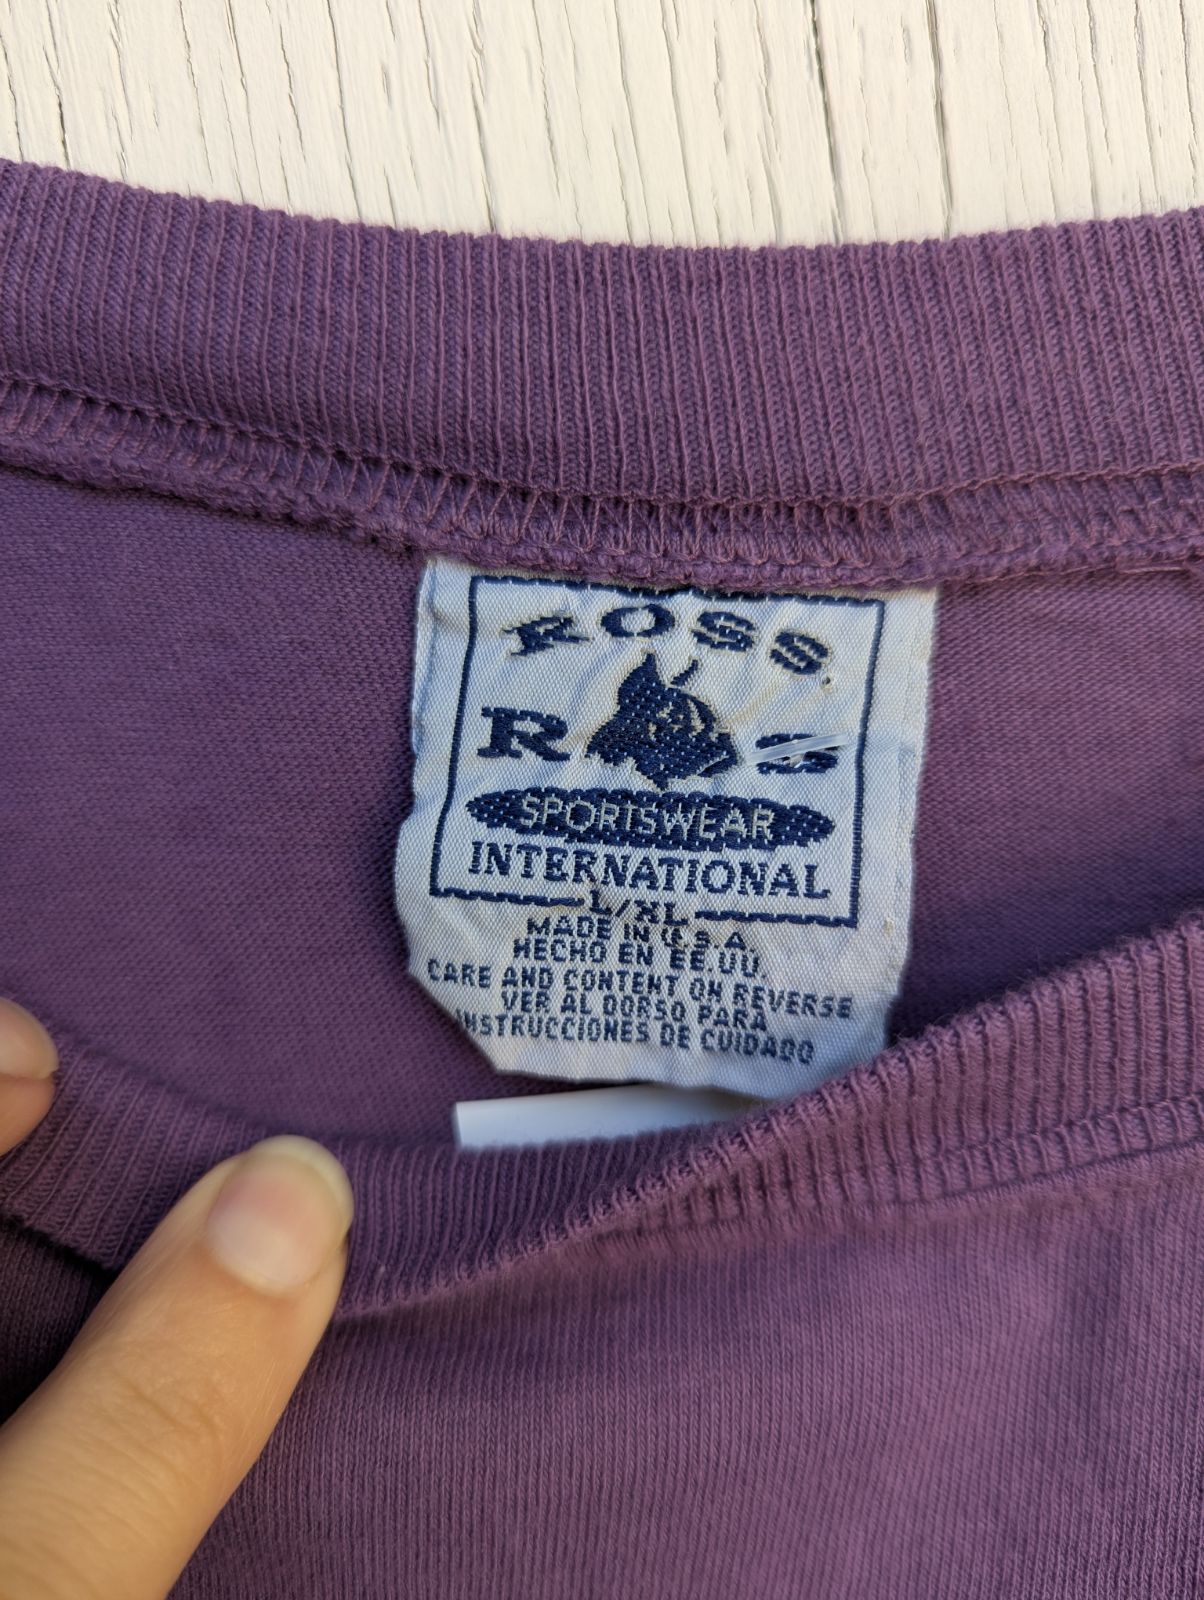 ROSS.
R S
SPORTSWEAR
INTERNATIONAL
L/XL
MADE IN U.S.A.
HECHO EN EE.UU.
CARE AND CONTENT ON REVERSE
VER AL DORSO PARA
INSTRUCCIONES DE CUIDADO